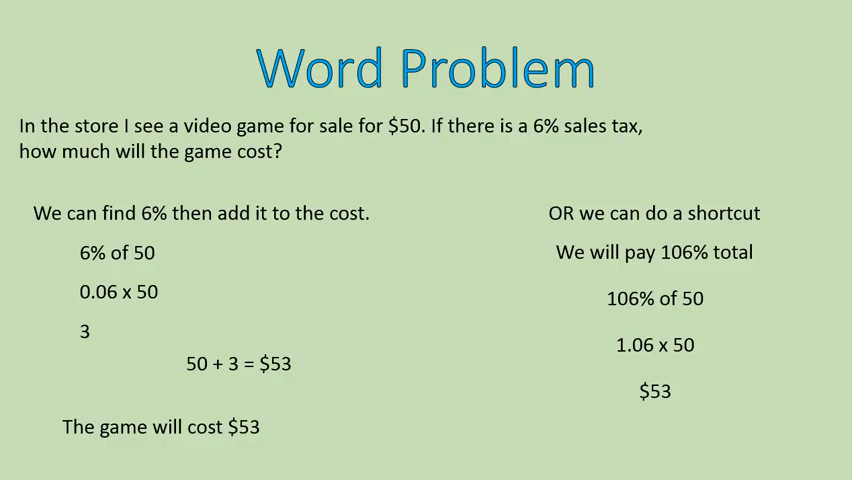 Word Problem
In the store I see a video game for sale for $50. If there is a 6% sales tax,
how much will the game cost?
We can find 6% then add it to the cost.
6% of 50
0.06 x 50
3
50 + 3 = $53
The game will cost $53
OR we can do a shortcut
We will pay 106% total
106% of 50
1.06 x 50
$53